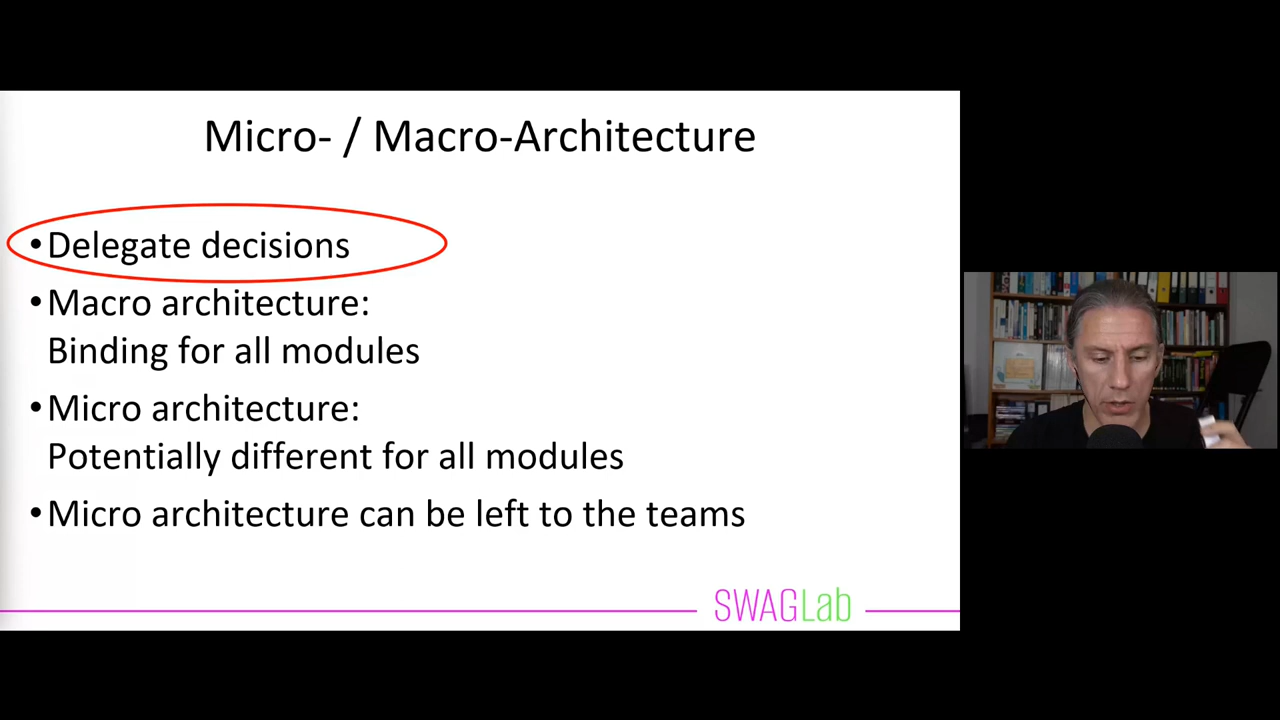 Micro- / Macro-Architecture
•Delegate decisions
•Macro architecture:
Binding for all modules
•Micro architecture:
Potentially different for all modules
•Micro architecture can be left to the teams
SWAGLab